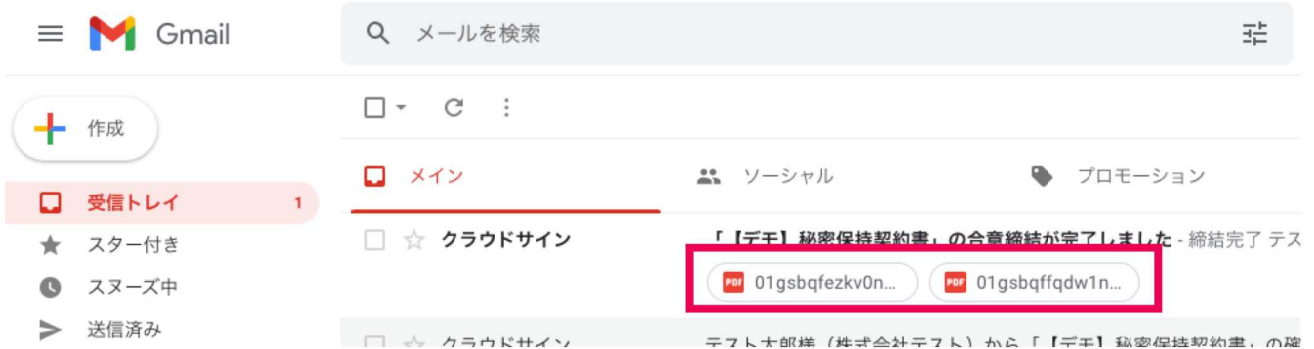 Gmail
メールを検索
作成
メイン
ソーシャル
プロモーション
受信トレイ 1
スター付き
スヌーズ中
送信済み
クラウドサイン
「【デモ】秘密保持契約書」の合意締結が完了しました - 締結完了 テス
PDF 01gsbqfezkv0n...
PDF 01gsbqffqdw1n...
クラウドサイン
テスト太郎様（株式会社テスト）から「【デモ】秘密保持契約書」の確